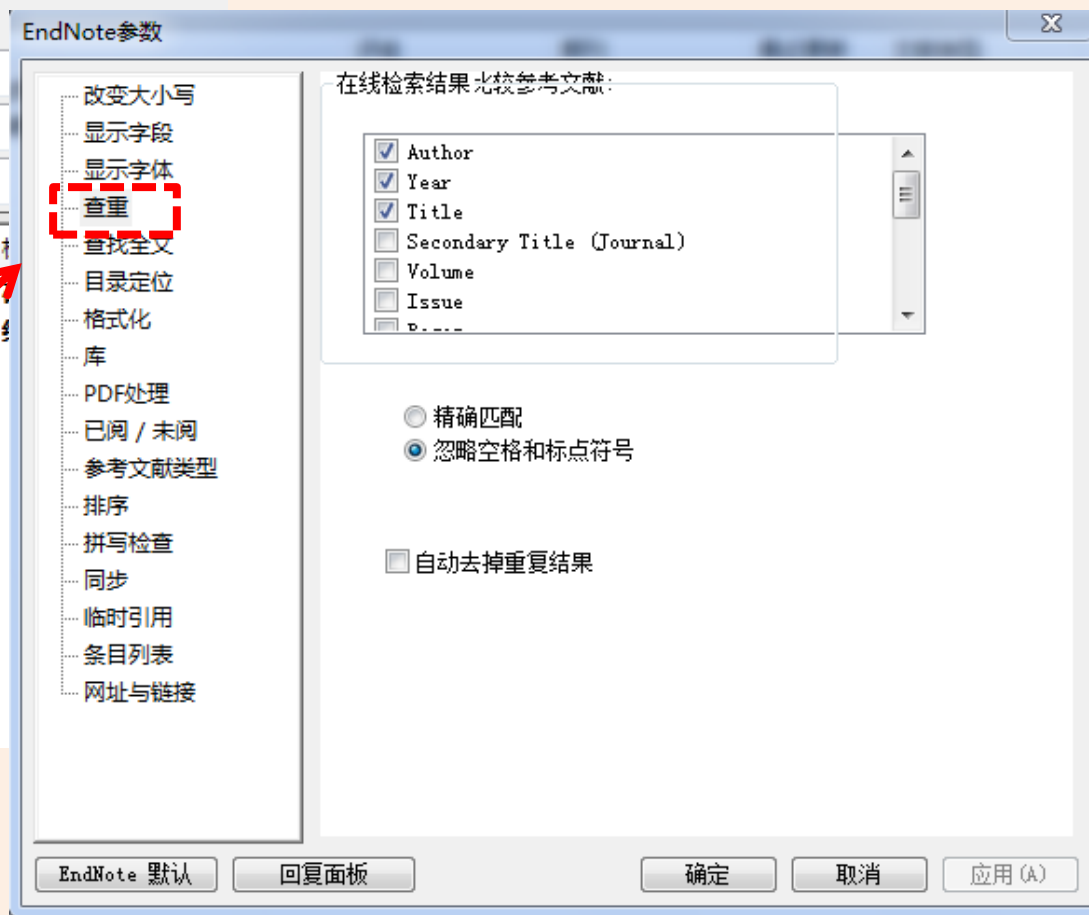 EndNote参数
改变大小写
显示字段
显示字体
查重
查找全文
目录定位
格式化
库
PDF处理
已阅 / 未阅
参考文献类型
排序
拼写检查
同步
临时引用
条目列表
网址与链接
在线检索结果比较参考文献:
Author
Year
Title
Secondary Title (Journal)
Volume
Issue
精确匹配
忽略空格和标点符号
自动去掉重复结果
EndNote 默认
回复面板
确定
取消
应用(A)